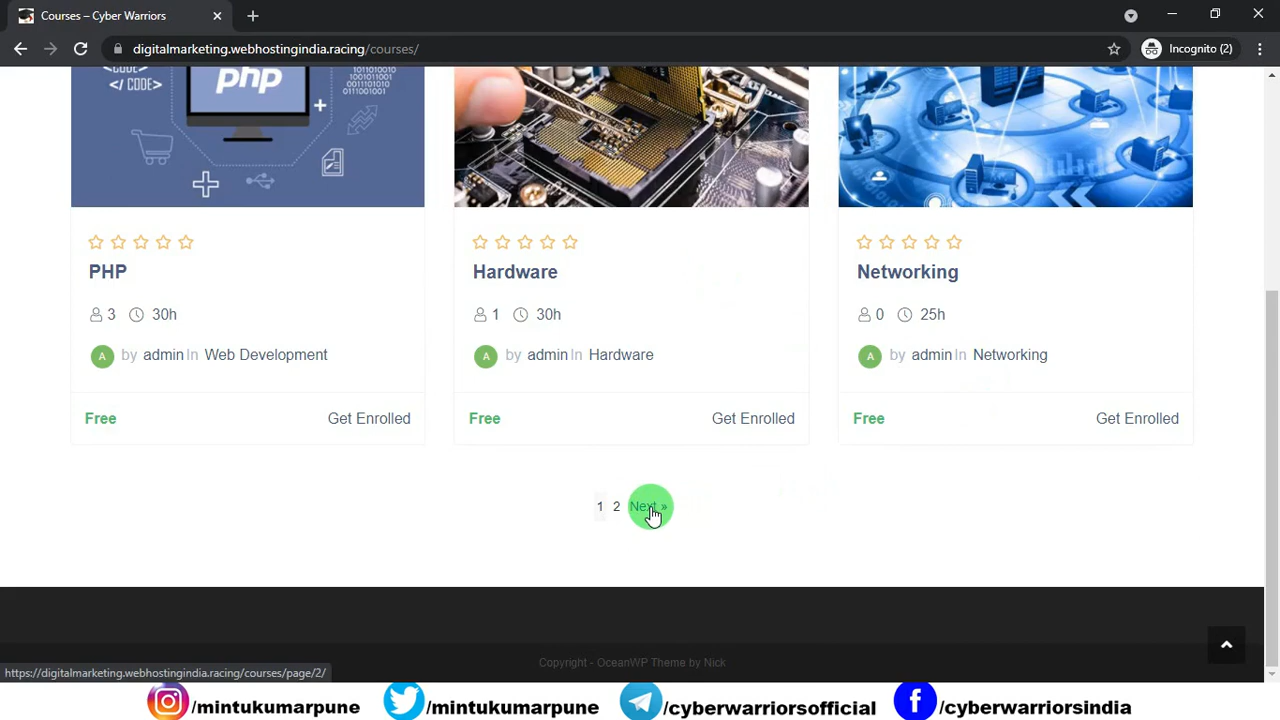 Courses – Cyber Warriors
digitalmarketing.webhostingindia.racing/courses/
Incognito (2)
<CODE>
</ CODE>
php
PHP
3 30h
A by admin In Web Development
Free Get Enrolled
Hardware
1 30h
A by admin In Hardware
Free Get Enrolled
Networking
0 25h
A by admin In Networking
Free Get Enrolled
1 2 Next »
Copyright - OceanWP Theme by Nick
https://digitalmarketing.webhostingindia.racing/courses/page/2/
/mintukumarpune /mintukumarpune /cyberwarriorsofficial /cyberwarriorsindia